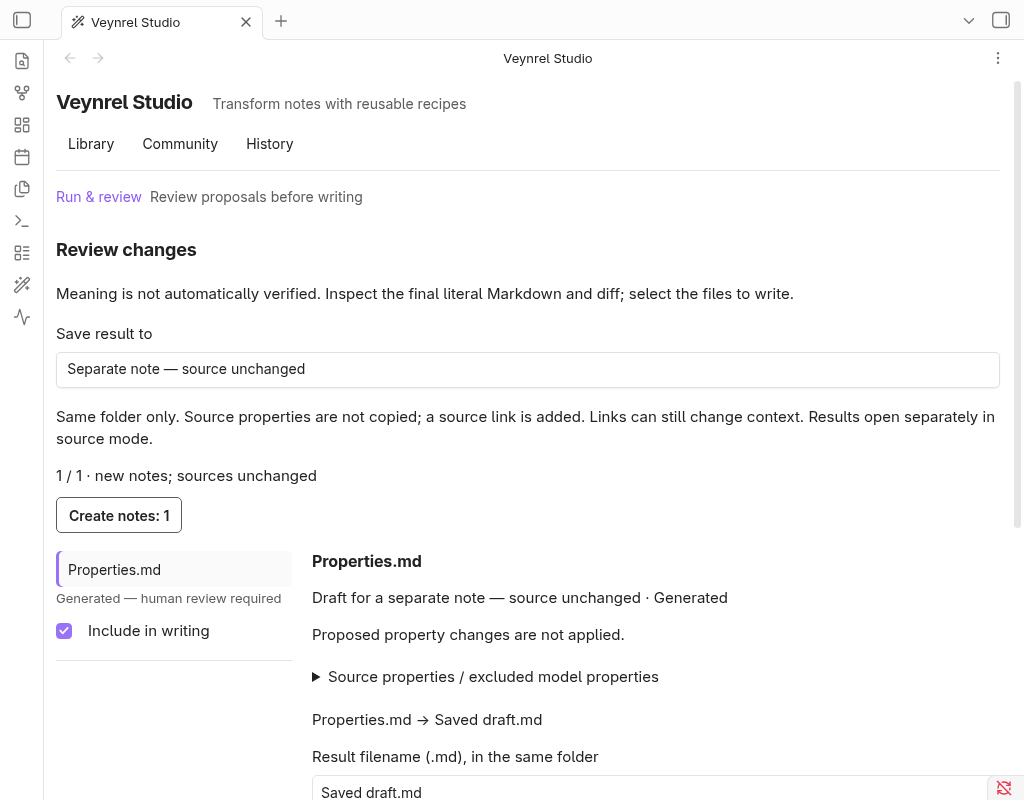 Veynrel Studio
Veynrel Studio
Veynrel Studio
Transform notes with reusable recipes
Library
Community
History
Run & review
Review proposals before writing
Review changes
Meaning is not automatically verified. Inspect the final literal Markdown and diff; select the files to write.
Save result to
Separate note — source unchanged
Same folder only. Source properties are not copied; a source link is added. Links can still change context. Results open separately in
source mode.
1 / 1 · new notes; sources unchanged
Create notes: 1
Properties.md
Generated — human review required
Include in writing
Properties.md
Draft for a separate note — source unchanged · Generated
Proposed property changes are not applied.
Source properties / excluded model properties
Properties.md → Saved draft.md
Result filename (.md), in the same folder
Saved draft.md